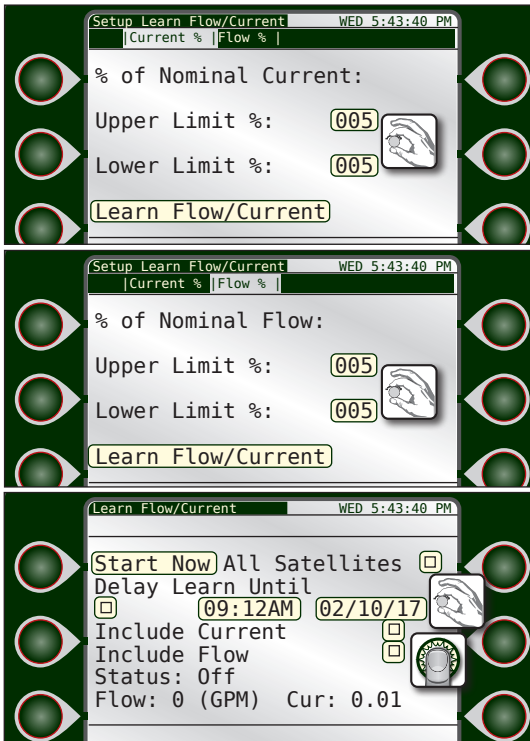 Setup Learn Flow/Current WED 5:43:40 PM
|Current % |Flow % |
% of Nominal Current:
Upper Limit %: 005
Lower Limit %: 005
Learn Flow/Current
Setup Learn Flow/Current WED 5:43:40 PM
|Current % |Flow % |
% of Nominal Flow:
Upper Limit %: 005
Lower Limit %: 005
Learn Flow/Current
Learn Flow/Current WED 5:43:40 PM
Start Now All Satellites
Delay Learn Until
09:12AM 02/10/17
Include Current
Include Flow
Status: Off
Flow: 0 (GPM) Cur: 0.01